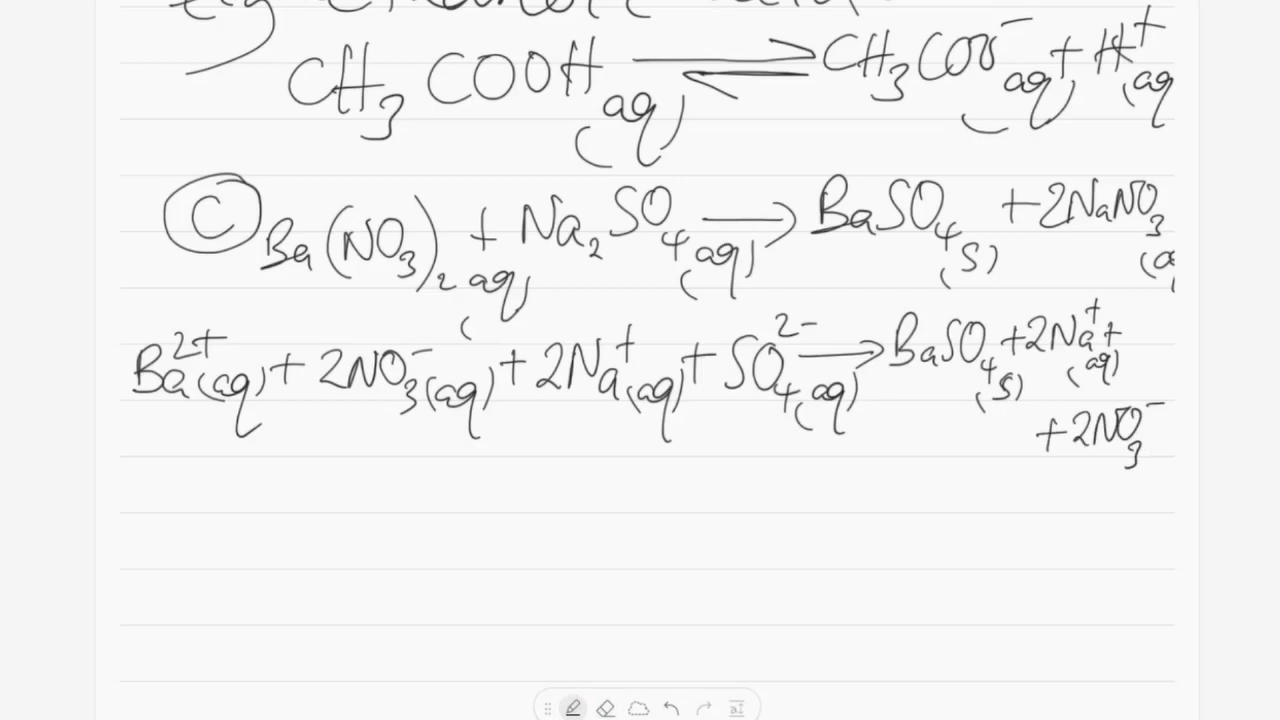 CH₃COOH(aq) ⇌ CH₃COO⁻(aq) + H⁺(aq
Ⓒ Ba(NO₃)₂(aq) + Na₂SO₄(aq) → BaSO₄(s) + 2NaNO₃(a
Ba²⁺(aq) + 2NO₃⁻(aq) + 2Na⁺(aq) + SO₄²⁻(aq) → BaSO₄(s) + 2Na⁺(aq) +
+ 2NO₃⁻